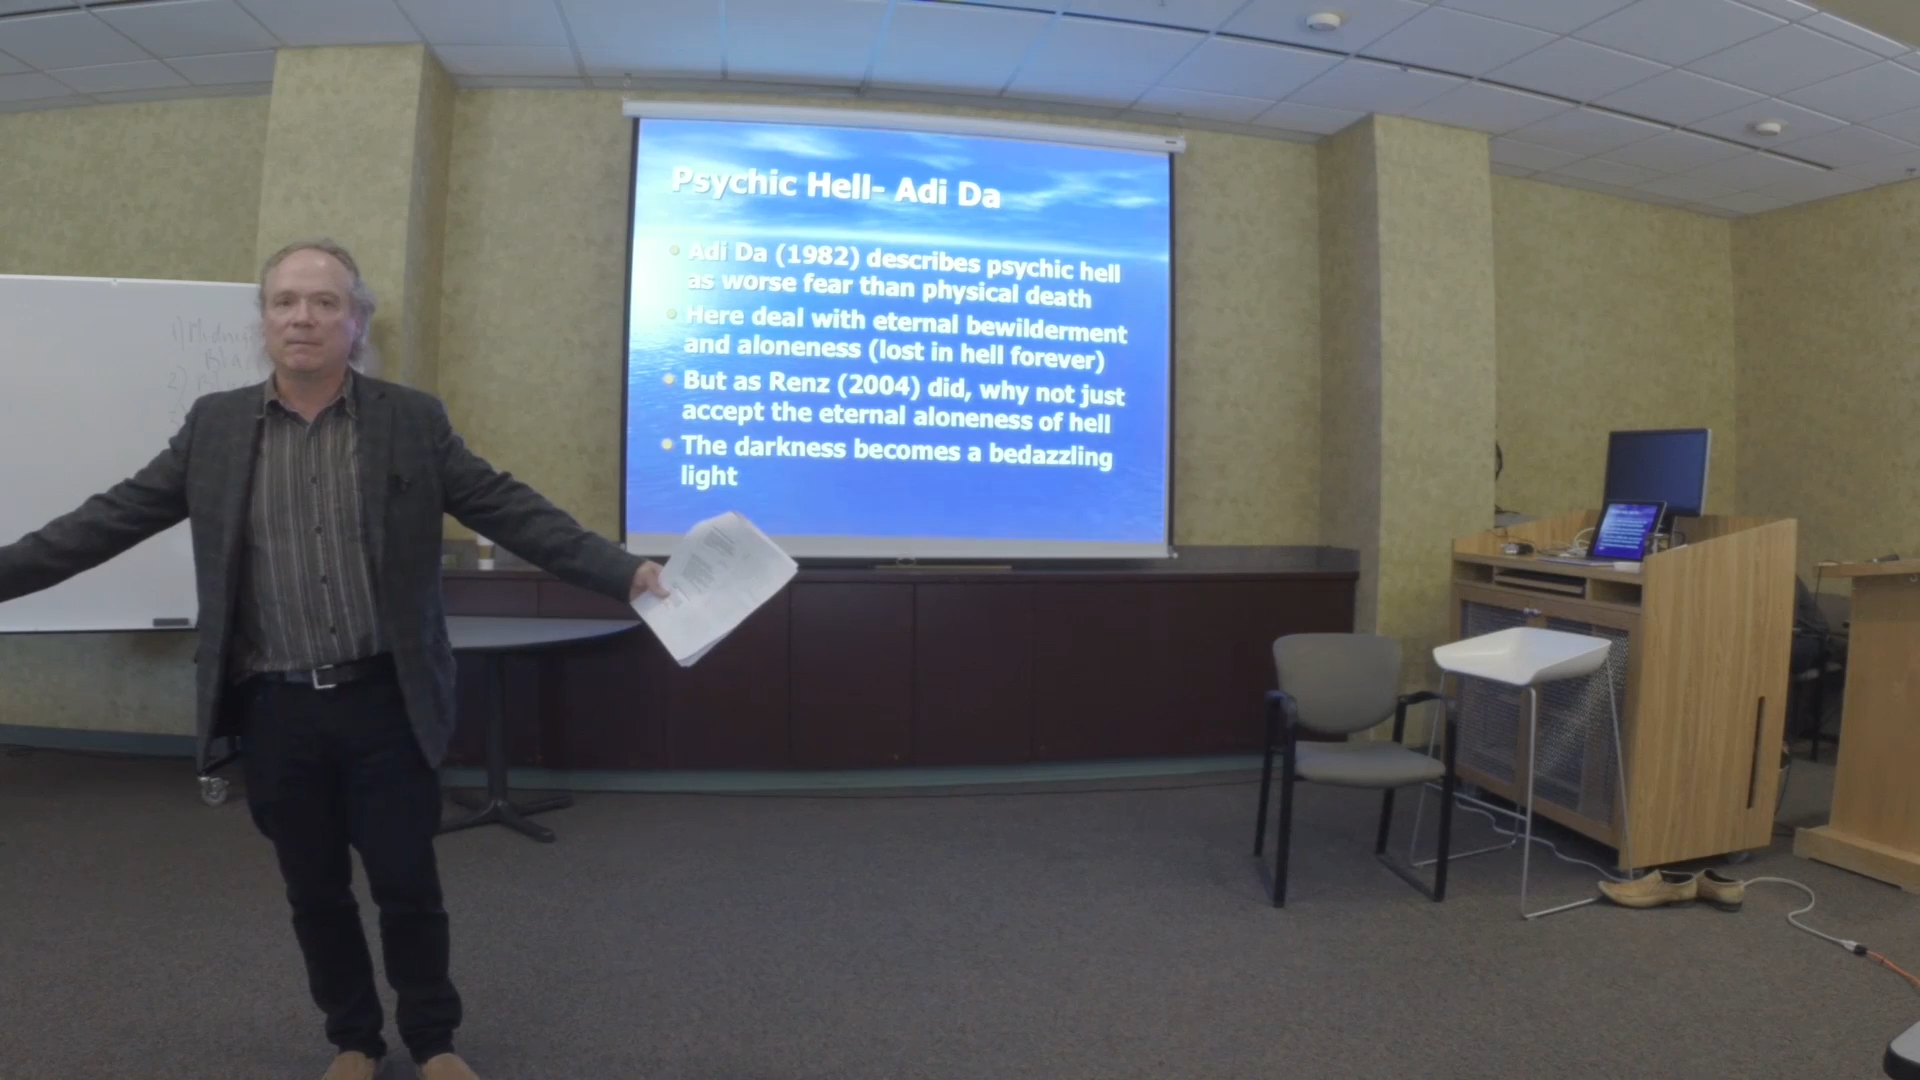 Psychic Hell- Adi Da
Adi Da (1982) describes psychic hell
as worse fear than physical death
Here deal with eternal bewilderment
and aloneness (lost in hell forever)
But as Renz (2004) did, why not just
accept the eternal aloneness of hell
The darkness becomes a bedazzling
light
1)
2)